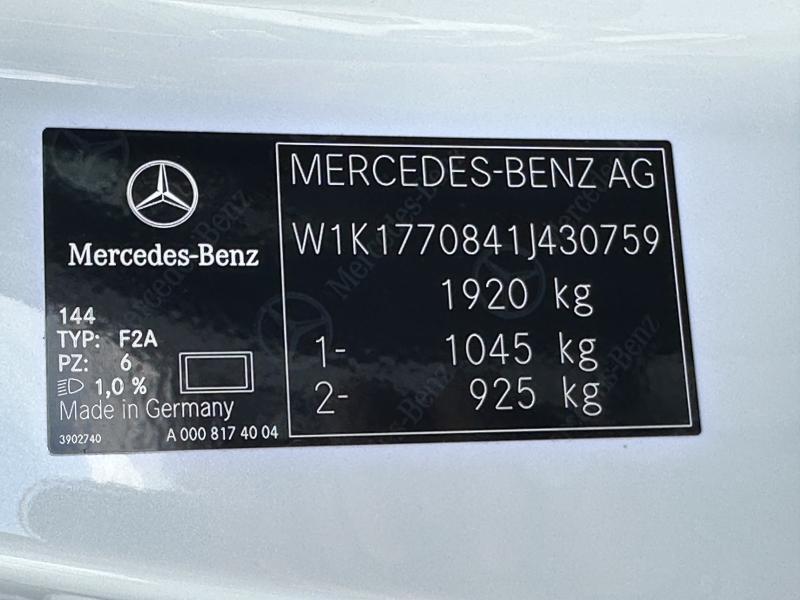 Mercedes-Benz
144
TYP: F2A
PZ: 6
1,0 %
Made in Germany
3902740 A 000 817 40 04
MERCEDES-BENZ AG
W1K1770841J430759
1920 kg
1- 1045 kg
2- 925 kg